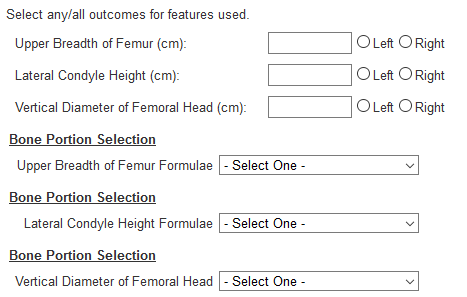 Select any/all outcomes for features used.
Upper Breadth of Femur (cm): Left Right
Lateral Condyle Height (cm): Left Right
Vertical Diameter of Femoral Head (cm): Left Right
Bone Portion Selection
Upper Breadth of Femur Formulae - Select One -
Bone Portion Selection
Lateral Condyle Height Formulae - Select One -
Bone Portion Selection
Vertical Diameter of Femoral Head - Select One -